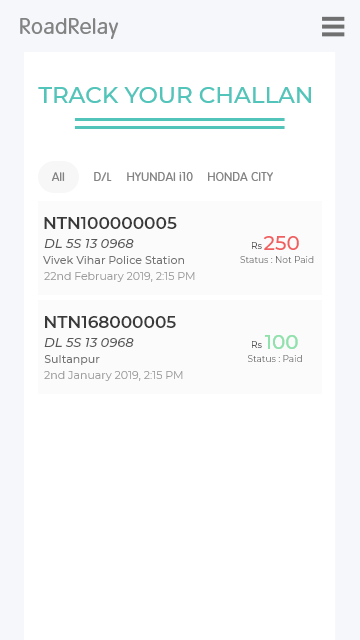 RoadRelay
TRACK YOUR CHALLAN
All D/L HYUNDAI i10 HONDA CITY
NTN100000005
DL 5S 13 0968
Rs 250
Vivek Vihar Police Station
Status : Not Paid
22nd February 2019, 2:15 PM
NTN168000005
DL 5S 13 0968
Rs 100
Sultanpur
Status : Paid
2nd January 2019, 2:15 PM